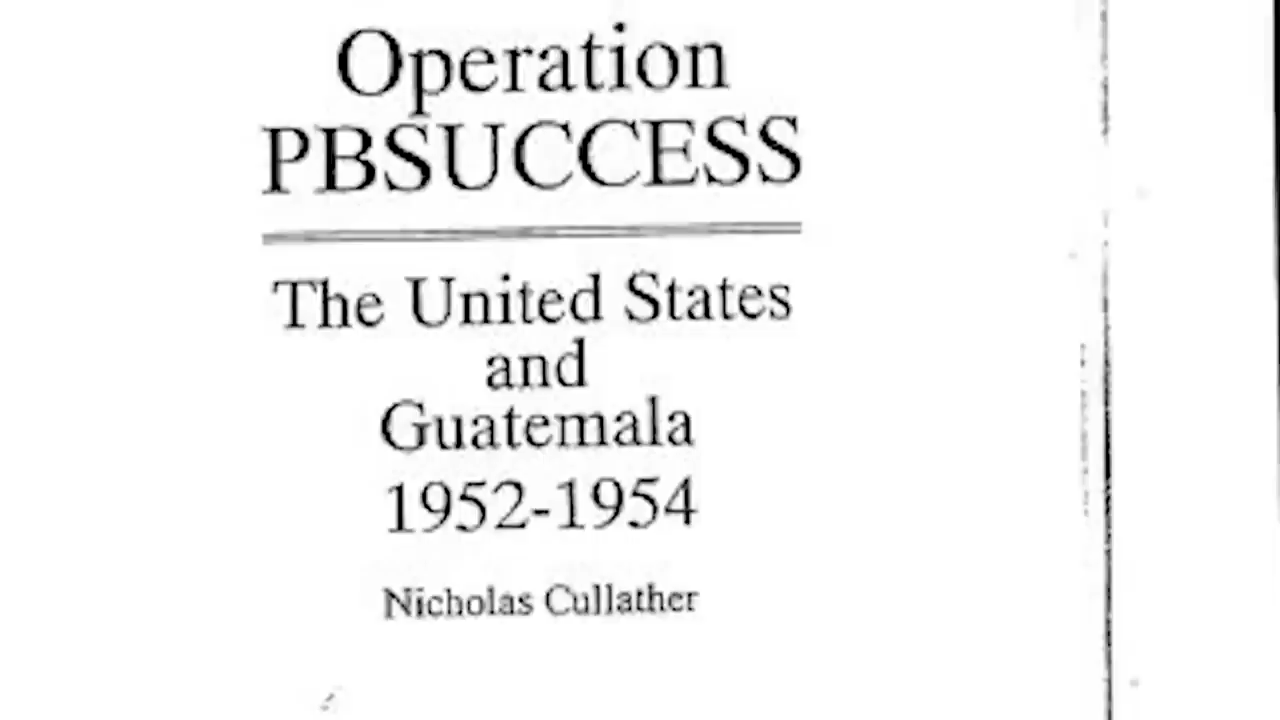 Operation
PBSUCCESS
The United States
and
Guatemala
1952-1954
Nicholas Cullather